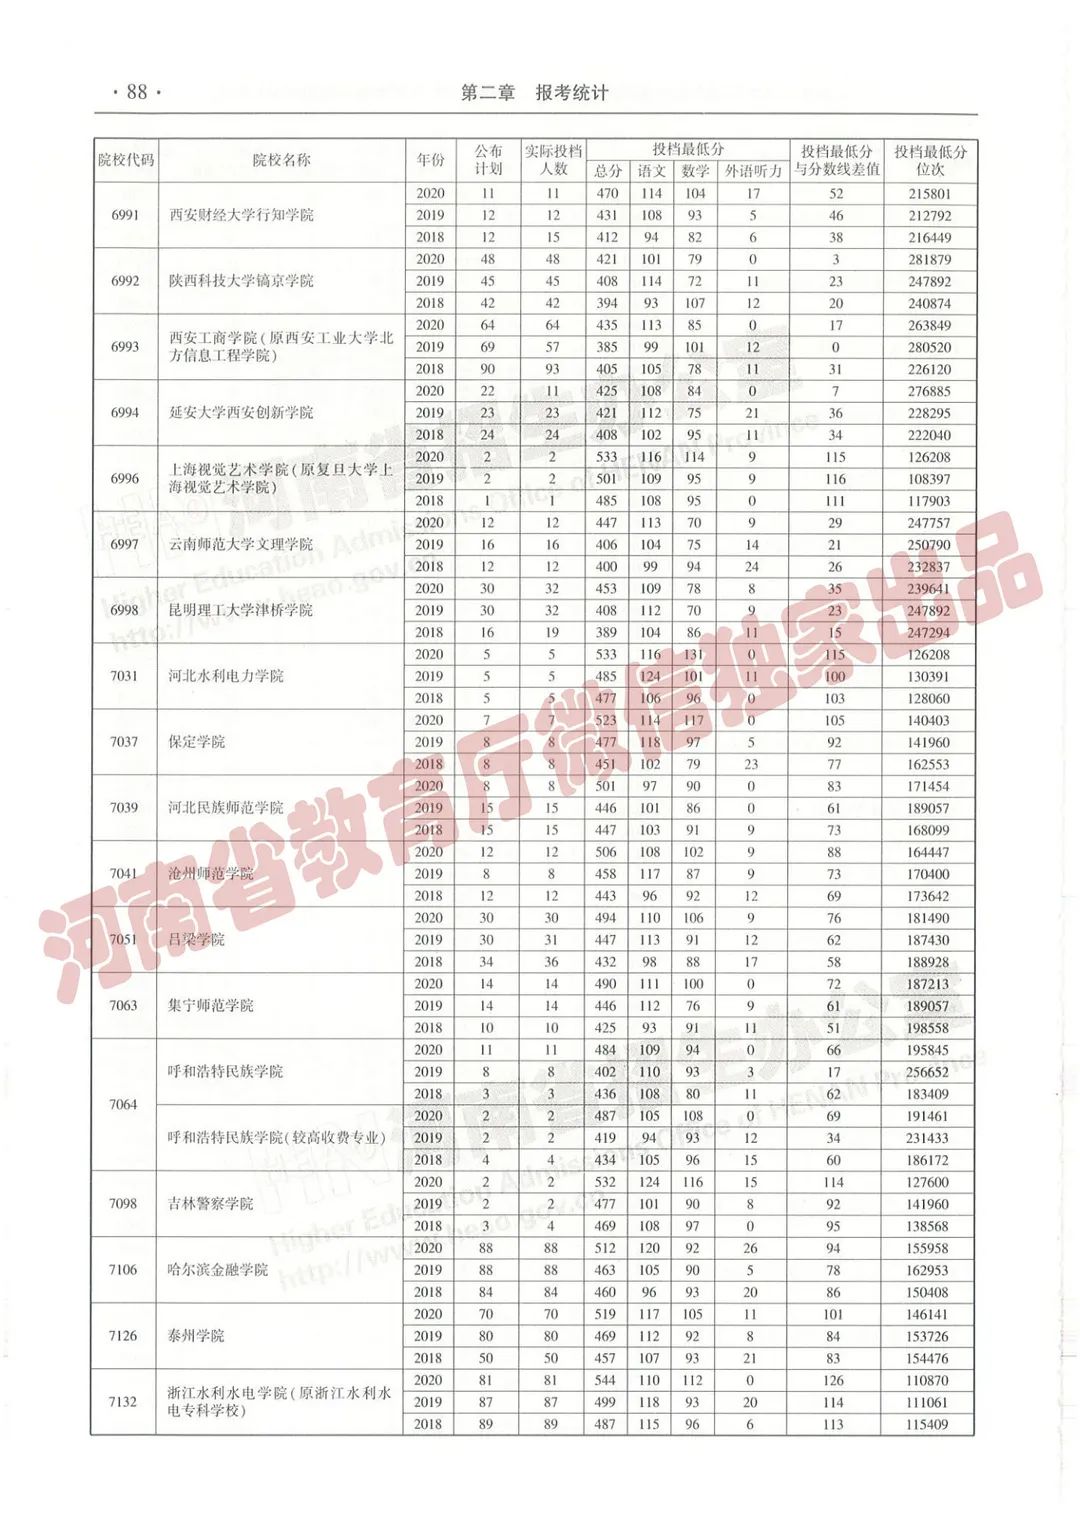 · 88 ·
第二章 报考统计
院校代码 院校名称 年份 公布计划 实际投档人数 投档最低分 投档最低分与分数线差值 投档最低分位次
总分 语文 数学 外语听力
6991 西安财经大学行知学院
2020 11 11 470 114 104 17 52 215801
2019 12 12 431 108 93 5 46 212792
2018 12 15 412 94 82 6 38 216449
6992 陕西科技大学镐京学院
2020 48 48 421 101 79 0 3 281879
2019 45 45 408 114 72 11 23 247892
2018 42 42 394 93 107 12 20 240874
6993 西安工商学院(原西安工业大学北
方信息工程学院)
2020 64 64 435 113 85 0 17 263849
2019 69 57 385 99 101 12 0 280520
2018 90 93 405 105 78 11 31 226120
6994 延安大学西安创新学院
2020 22 11 425 108 84 0 7 276885
2019 23 23 421 112 75 21 36 228295
2018 24 24 408 102 95 11 34 222040
6996 上海视觉艺术学院(原复旦大学上
海视觉艺术学院)
2020 2 2 533 116 114 9 115 126208
2019 2 2 501 109 95 9 116 108397
2018 1 1 485 108 95 0 111 117903
6997 云南师范大学文理学院
2020 12 12 447 113 70 9 29 247757
2019 16 16 406 104 75 14 21 250790
2018 12 12 400 99 94 24 26 232837
6998 昆明理工大学津桥学院
2020 30 32 453 109 78 8 35 239641
2019 30 32 408 112 70 9 23 247892
2018 16 19 389 104 86 11 15 247294
7031 河北水利电力学院
2020 5 5 533 116 131 0 115 126208
2019 5 5 485 124 101 11 100 130391
2018 5 5 477 106 96 0 103 128060
7037 保定学院
2020 7 7 523 114 117 0 105 140403
2019 8 8 477 118 97 5 92 141960
2018 8 8 451 102 79 23 77 162553
7039 河北民族师范学院
2020 8 8 501 97 90 0 83 171454
2019 15 15 446 101 86 0 61 189057
2018 15 15 447 103 91 9 73 168099
7041 沧州师范学院
2020 12 12 506 108 102 9 88 164447
2019 8 8 458 117 87 9 73 170400
2018 12 12 443 96 92 12 69 173642
7051 吕梁学院
2020 30 30 494 110 106 9 76 181490
2019 30 31 447 113 91 12 62 187430
2018 34 36 432 98 88 17 58 188928
7063 集宁师范学院
2020 14 14 490 111 100 0 72 187213
2019 14 14 446 112 76 9 61 189057
2018 10 10 425 93 91 11 51 198558
7064 呼和浩特民族学院
2020 11 11 484 109 94 0 66 195845
2019 8 8 402 110 93 3 17 256652
2018 3 3 436 108 80 11 62 183409
呼和浩特民族学院(较高收费专业)
2020 2 2 487 105 108 0 69 191461
2019 2 2 419 94 93 12 34 231433
2018 4 4 434 105 96 15 60 186172
7098 吉林警察学院
2020 2 2 532 124 116 15 114 127600
2019 2 2 477 101 90 8 92 141960
2018 3 4 469 108 97 0 95 138568
7106 哈尔滨金融学院
2020 88 88 512 120 92 26 94 155958
2019 88 88 463 105 90 5 78 162953
2018 84 84 460 96 93 20 86 150408
7126 泰州学院
2020 70 70 519 117 105 11 101 146141
2019 80 80 469 112 92 8 84 153726
2018 50 50 457 107 93 21 83 154476
7132 浙江水利水电学院(原浙江水利水
电专科学校)
2020 81 81 544 110 112 0 126 110870
2019 87 87 499 118 93 20 114 111061
2018 89 89 487 115 96 6 113 115409
河南省教育厅微信独家出品
河南省招生办公室
Higher Education Admissions Office of HENAN Province
http://www.heao.gov.cn
河南省招生办公室
Higher Education Admissions Office of HENAN Province
http://www.heao.gov.cn